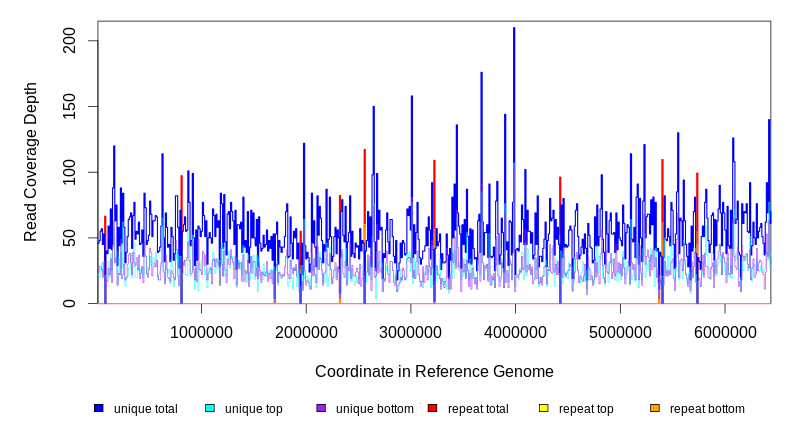 Read Coverage Depth
200
150
100
50
0
1000000 2000000 3000000 4000000 5000000 6000000
Coordinate in Reference Genome
unique total unique top unique bottom repeat total repeat top repeat bottom